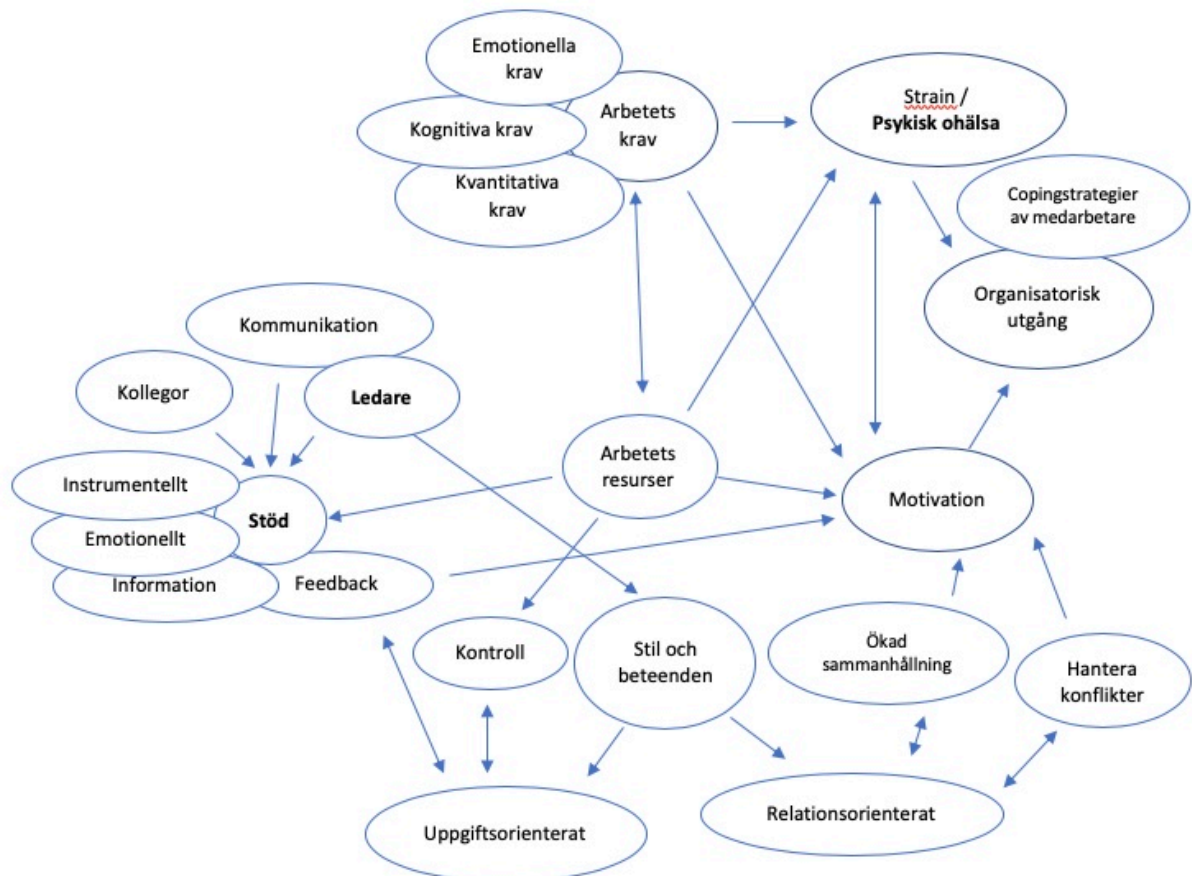 Emotionella
krav
Kognitiva krav
Kvantitativa
krav
Arbetets
krav
Strain /
Psykisk ohälsa
Copingstrategier
av medarbetare
Organisatorisk
utgång
Kommunikation
Kollegor
Ledare
Instrumentellt
Emotionellt
Information
Stöd
Feedback
Arbetets
resurser
Motivation
Kontroll
Stil och
beteenden
Ökad
sammanhållning
Hantera
konflikter
Uppgiftsorienterat
Relationsorienterat